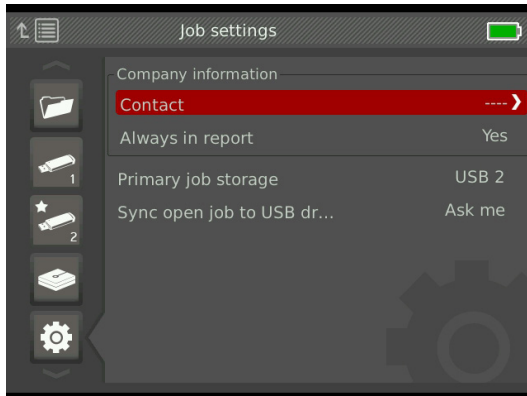 Job settings
Company information
Contact ---- ❯
Always in report Yes
1
Primary job storage USB 2
Sync open job to USB dr... Ask me
2